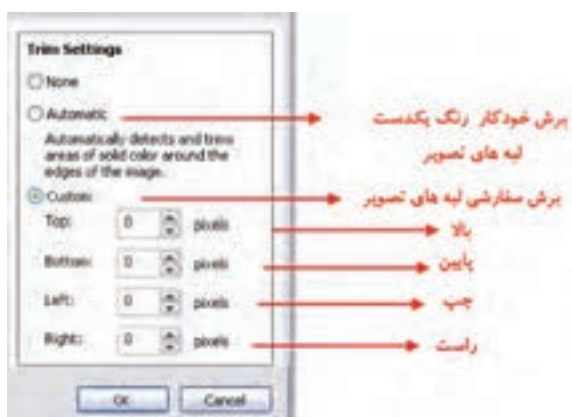 Trim Settings
None
Automatic
Automatically detects and trims
areas of solid color around the
edges of the image.
Custom:
Top: 0 pixels
Bottom: 0 pixels
Left: 0 pixels
Right: 0 pixels
OK Cancel
برش خودکار رنگ یکدست
لبه های تصویر
برش سفارشی لبه های تصویر
بالا
پایین
چپ
راست